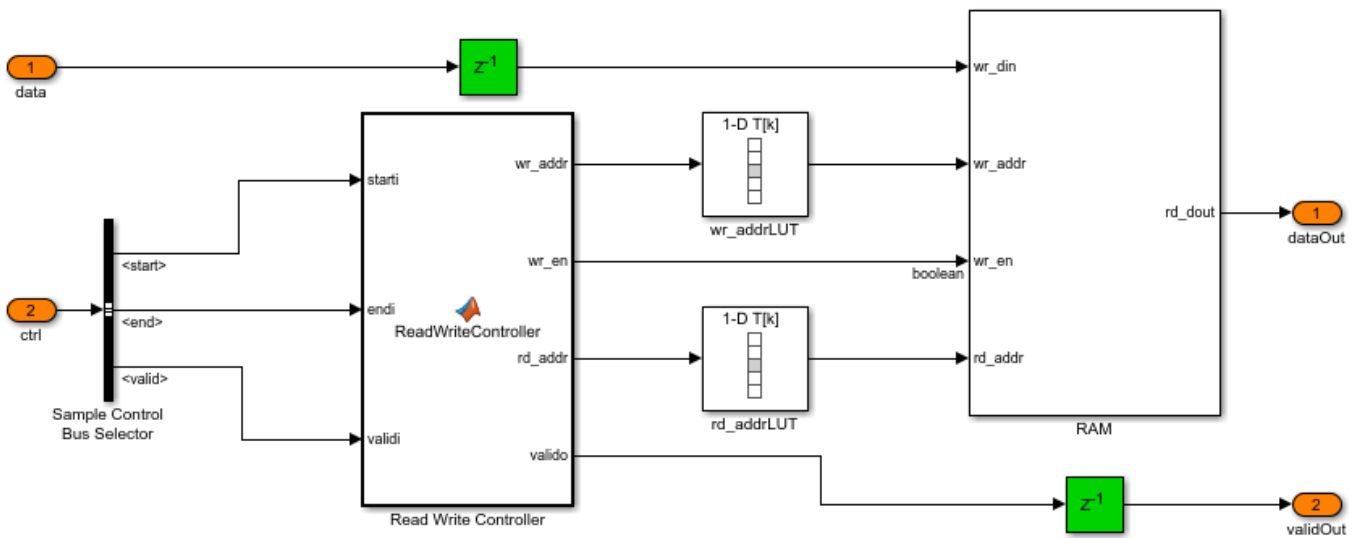 1
data
z-1
wr_din
1-D T[k]
wr_addr
wr_addr
starti
wr_addrLUT
rd_dout
1
dataOut
<start>
wr_en
boolean
wr_en
2
ctrl
<end>
endi
ReadWriteController
1-D T[k]
rd_addr
rd_addr
<valid>
Sample Control
Bus Selector
validi
rd_addrLUT
RAM
valido
Read Write Controller
z-1
2
validOut